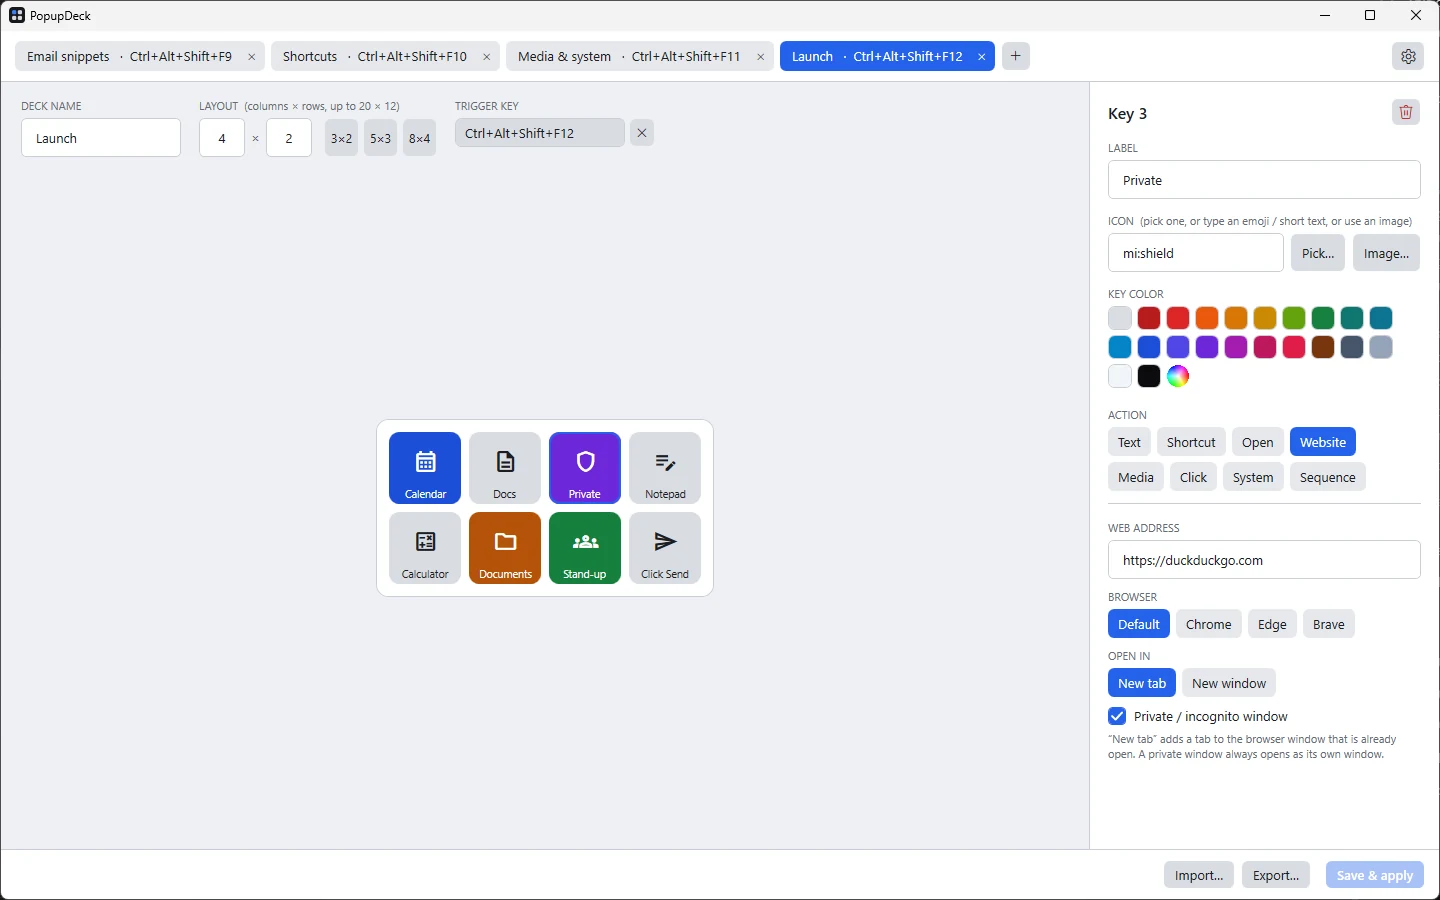 PopupDeck
Email snippets · Ctrl+Alt+Shift+F9 ×
Shortcuts · Ctrl+Alt+Shift+F10 ×
Media & system · Ctrl+Alt+Shift+F11 ×
Launch · Ctrl+Alt+Shift+F12 ×
+
DECK NAME
Launch
LAYOUT (columns × rows, up to 20 × 12)
4 × 2 3×2 5×3 8×4
TRIGGER KEY
Ctrl+Alt+Shift+F12
Calendar Docs Private Notepad
Calculator Documents Stand-up Click Send
Key 3
LABEL
Private
ICON (pick one, or type an emoji / short text, or use an image)
mi:shield Pick... Image...
KEY COLOR
ACTION
Text Shortcut Open Website
Media Click System Sequence
WEB ADDRESS
https://duckduckgo.com
BROWSER
Default Chrome Edge Brave
OPEN IN
New tab New window
Private / incognito window
“New tab” adds a tab to the browser window that is already
open. A private window always opens as its own window.
Import... Export... Save & apply